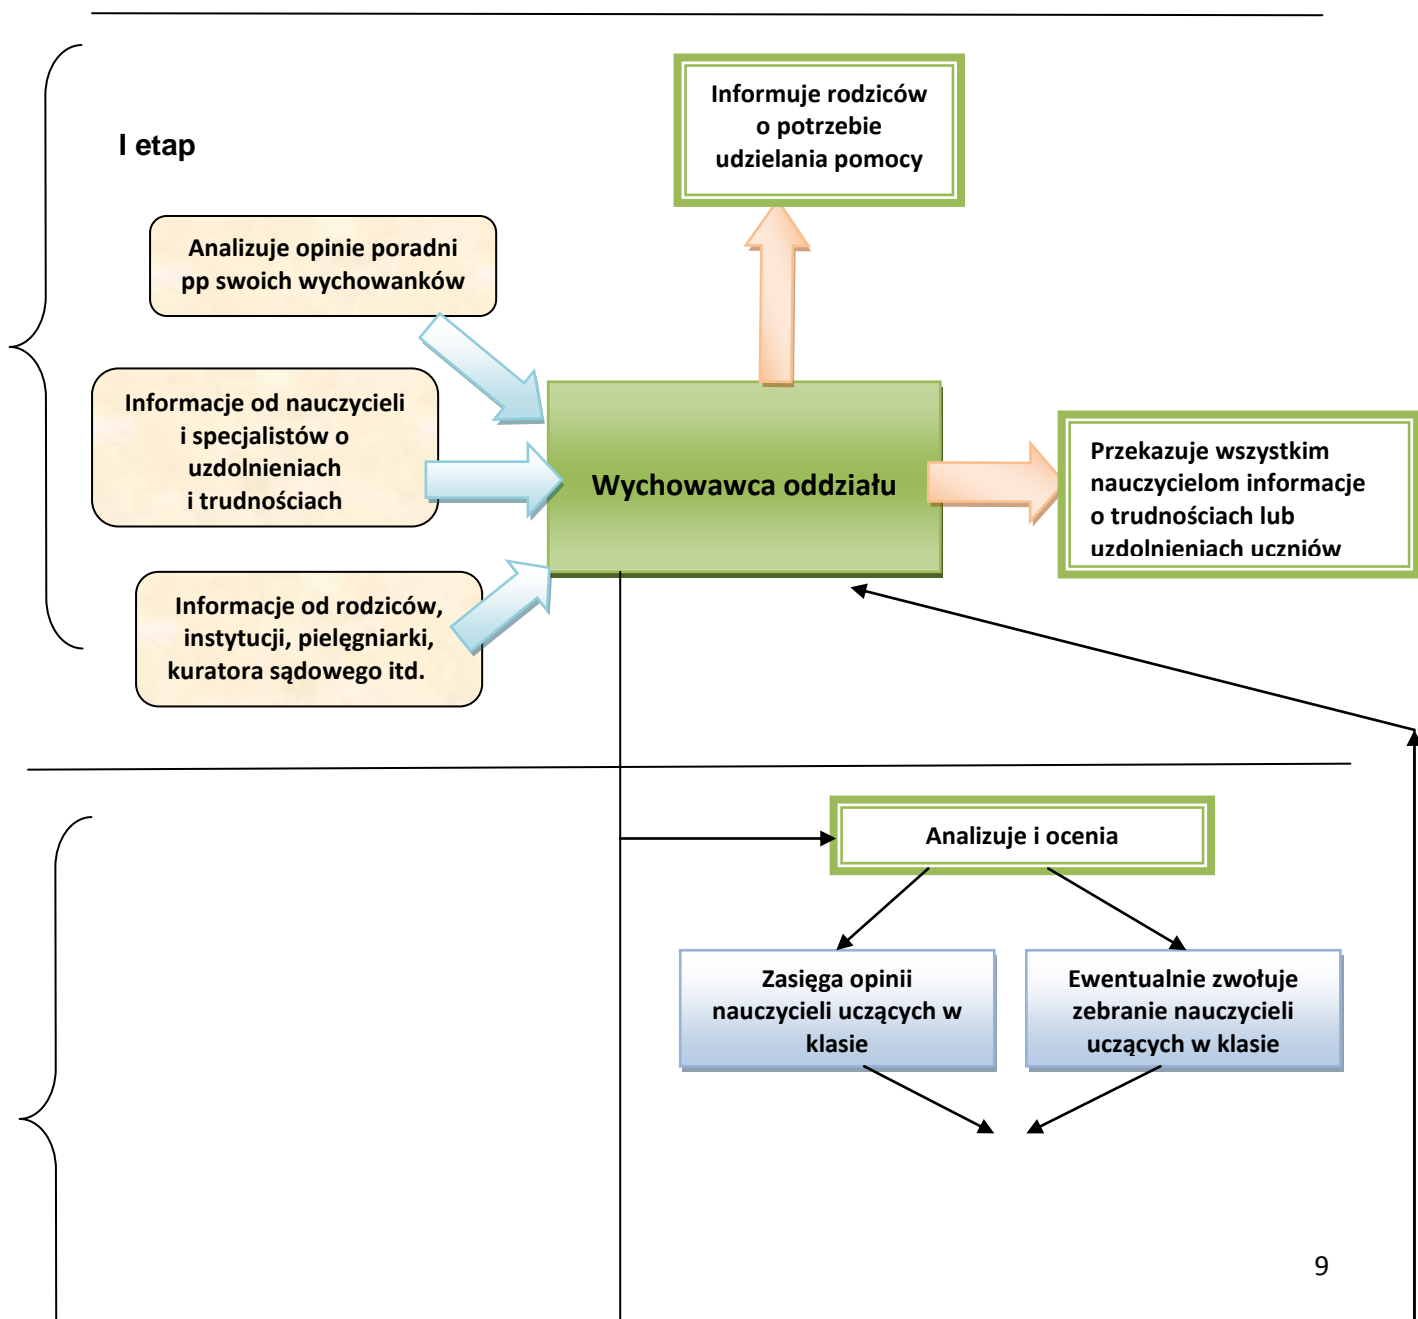 Informuje rodziców
o potrzebie
udzielania pomocy
I etap
Analizuje opinie poradni
pp swoich wychowanków
Informacje od nauczycieli
i specjalistów o
uzdolnieniach
i trudnościach
Wychowawca oddziału
Przekazuje wszystkim
nauczycielom informacje
o trudnościach lub
uzdolnieniach uczniów
Informacje od rodziców,
instytucji, pielęgniarki,
kuratora sądowego itd.
Analizuje i ocenia
Zasięga opinii
nauczycieli uczących w
klasie
Ewentualnie zwołuje
zebranie nauczycieli
uczących w klasie
9